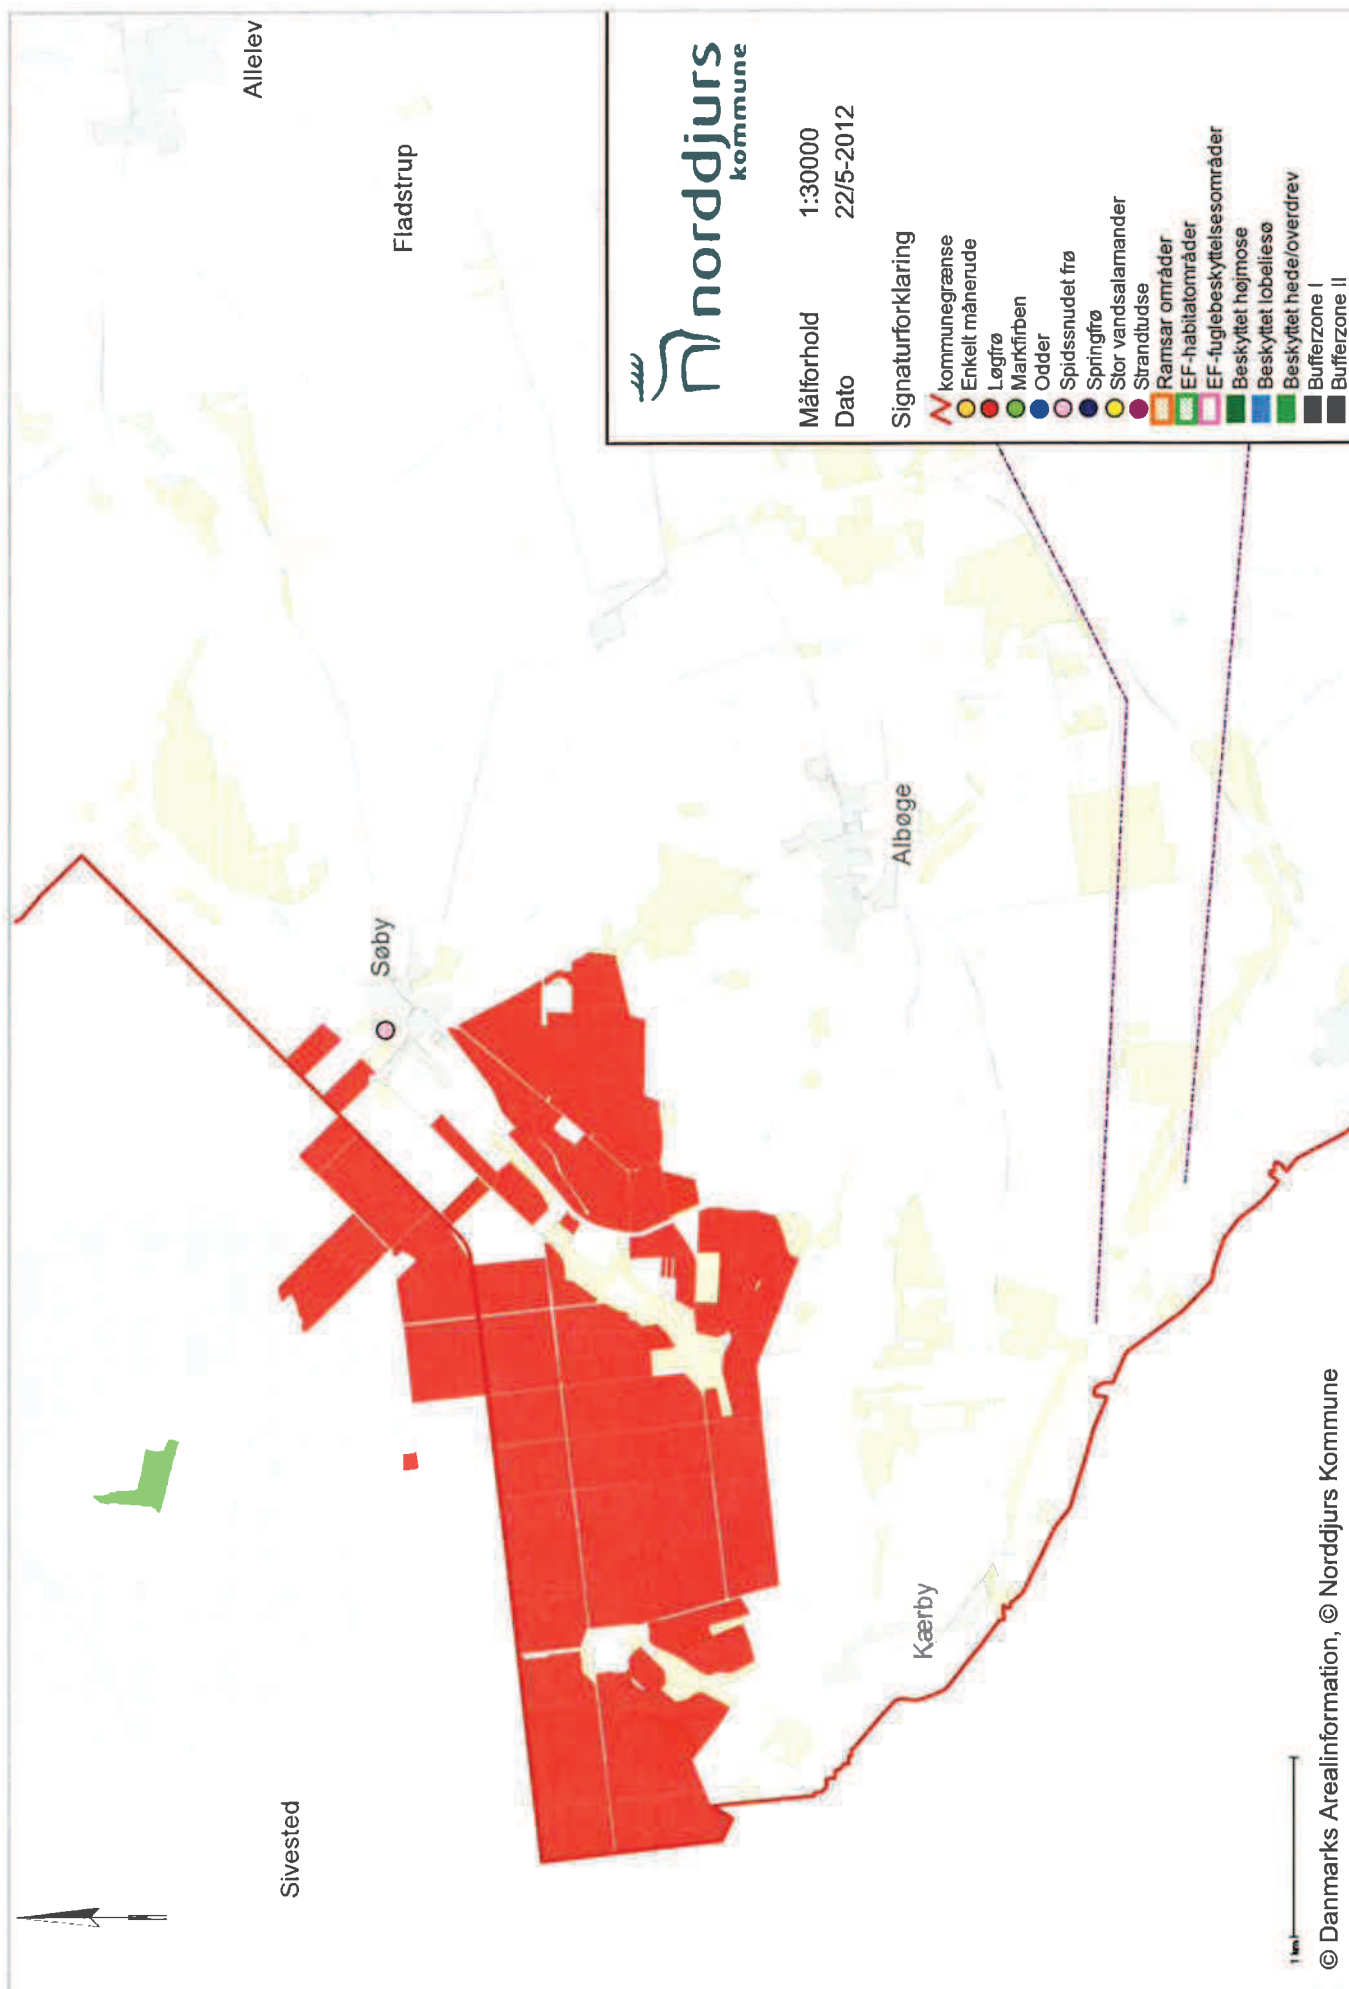 Allelev
Fladstrup
Søby
Albøge
Kærby
Sivested
norddjurs
kommune
Målforhold 1:30000
Dato 22/5-2012
Signaturforklaring
kommunegrænse
Enkelt månerude
Løgfrø
Markfirben
Odder
Spidssnudet frø
Springfrø
Stor vandsalamander
Strandtudse
Ramsar områder
EF-habitatområder
EF-fuglebeskyttelsesområder
Beskyttet højmose
Beskyttet lobeliesø
Beskyttet hede/overdrev
Bufferzone I
Bufferzone II
1 km
© Danmarks Arealinformation, © Norddjurs Kommune